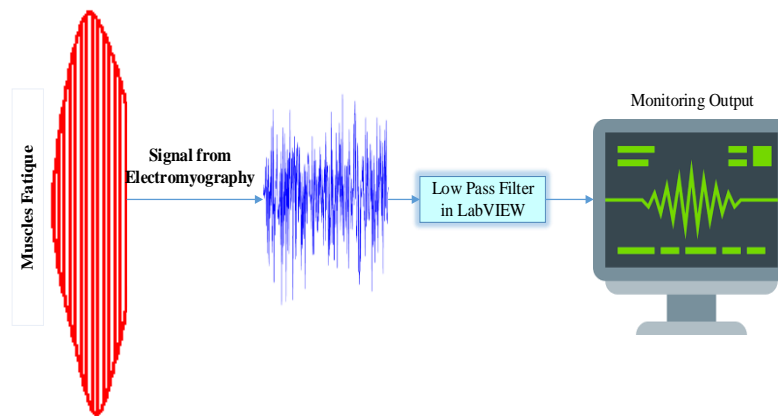 Muscles Fatique
Signal from
Electromyography
Low Pass Filter
in LabVIEW
Monitoring Output